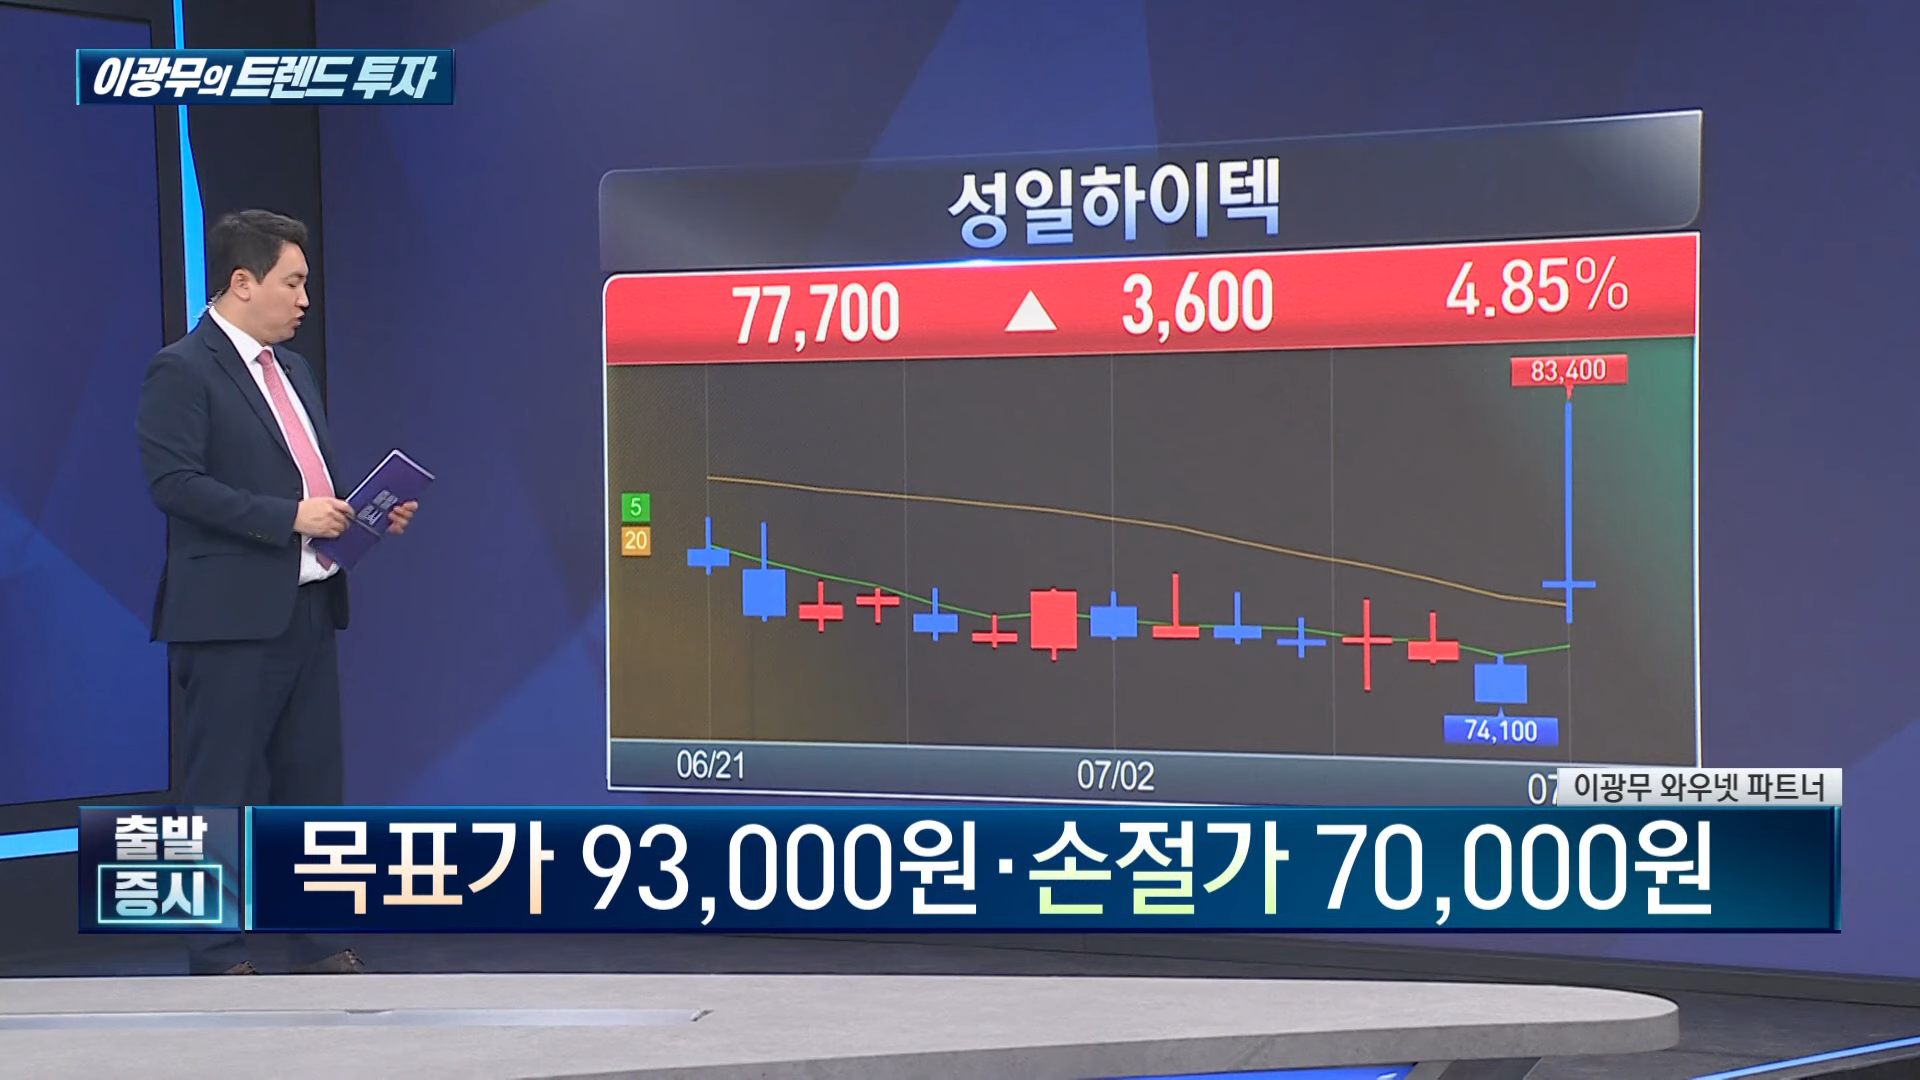 이광무의 트렌드 투자
성일하이텍
77,700 ▲ 3,600 4.85%
83,400
5
20
74,100
06/21 07/02 07
이광무 와우넷 파트너
출발
증시
목표가 93,000원·손절가 70,000원